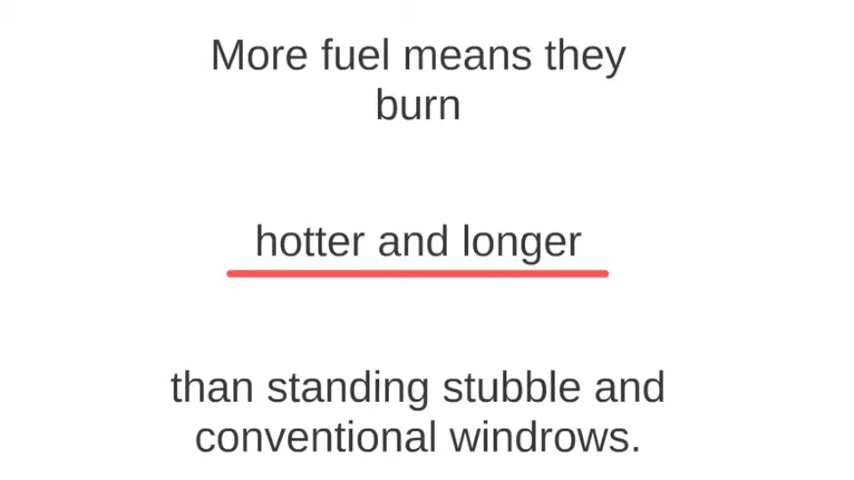 More fuel means they
burn
hotter and longer
than standing stubble and
conventional windrows.